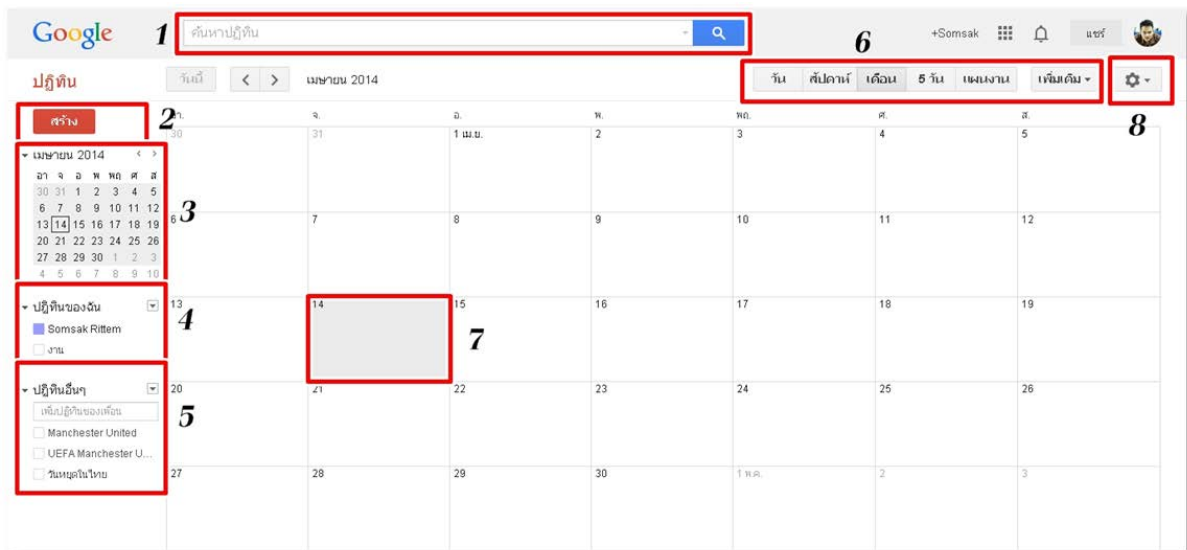 Google 1 ค้นหาปฏิทิน +Somsak แชร์
6
ปฏิทิน วันนี้ < > เมษายน 2014 วัน สัปดาห์ เดือน 5 วัน แผนงาน เพิ่มเติม
8
สร้าง 2
อา. จ. อ. พ. พฤ. ศ. ส.
30 31 1 เม.ย. 2 3 4 5
เมษายน 2014 < >
อา จ อ พ พฤ ศ ส
30 31 1 2 3 4 5
6 7 8 9 10 11 12
13 14 15 16 17 18 19
20 21 22 23 24 25 26
27 28 29 30 1 2 3
4 5 6 7 8 9 10
3
6 7 8 9 10 11 12
ปฏิทินของฉัน
Somsak Rittem
งาน
4
13 14 15 16 17 18 19
7
ปฏิทินอื่นๆ
เพิ่มปฏิทินของเพื่อน
Manchester United
UEFA Manchester U...
วันหยุดในไทย
5
20 21 22 23 24 25 26
27 28 29 30 1 พ.ค. 2 3